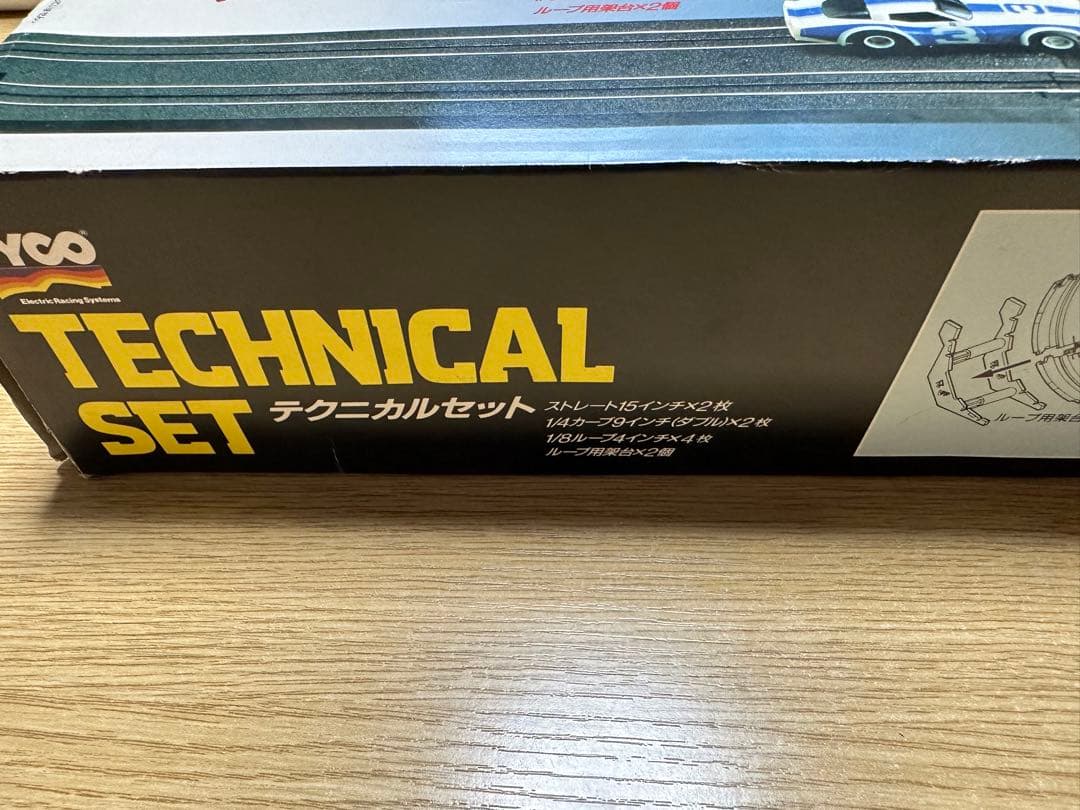 ループ用架台×2個
3
YCO
Electric Racing Systems
TECHNICAL
SET テクニカルセット
ストレート15インチ×2枚
1/4カーブ9インチ(ダブル)×2枚
1/8ループ4インチ×4枚
ループ用架台×2個
ループ用架台